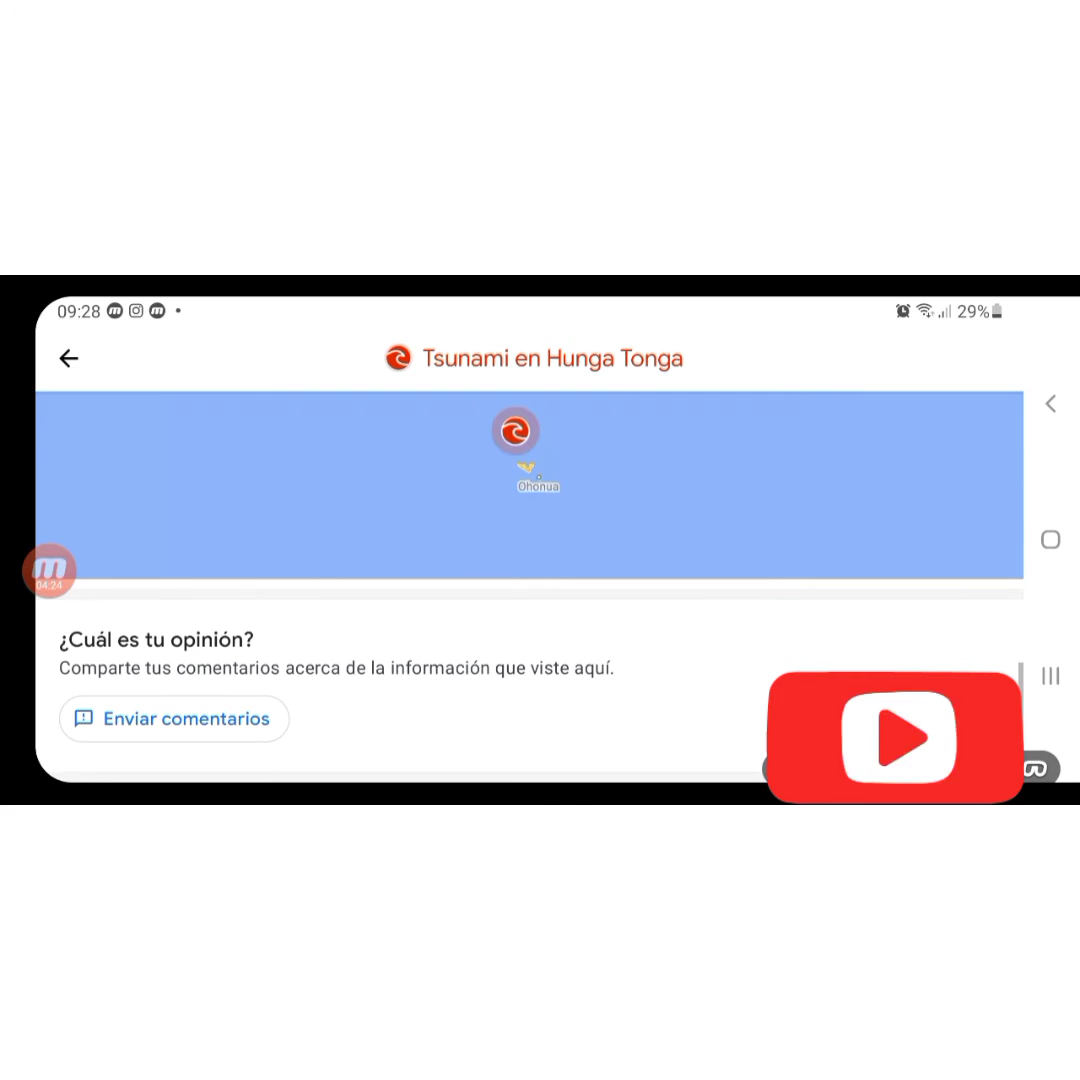 09:28
29%
Tsunami en Hunga Tonga
Ohonua
04:24
¿Cuál es tu opinión?
Comparte tus comentarios acerca de la información que viste aquí.
Enviar comentarios